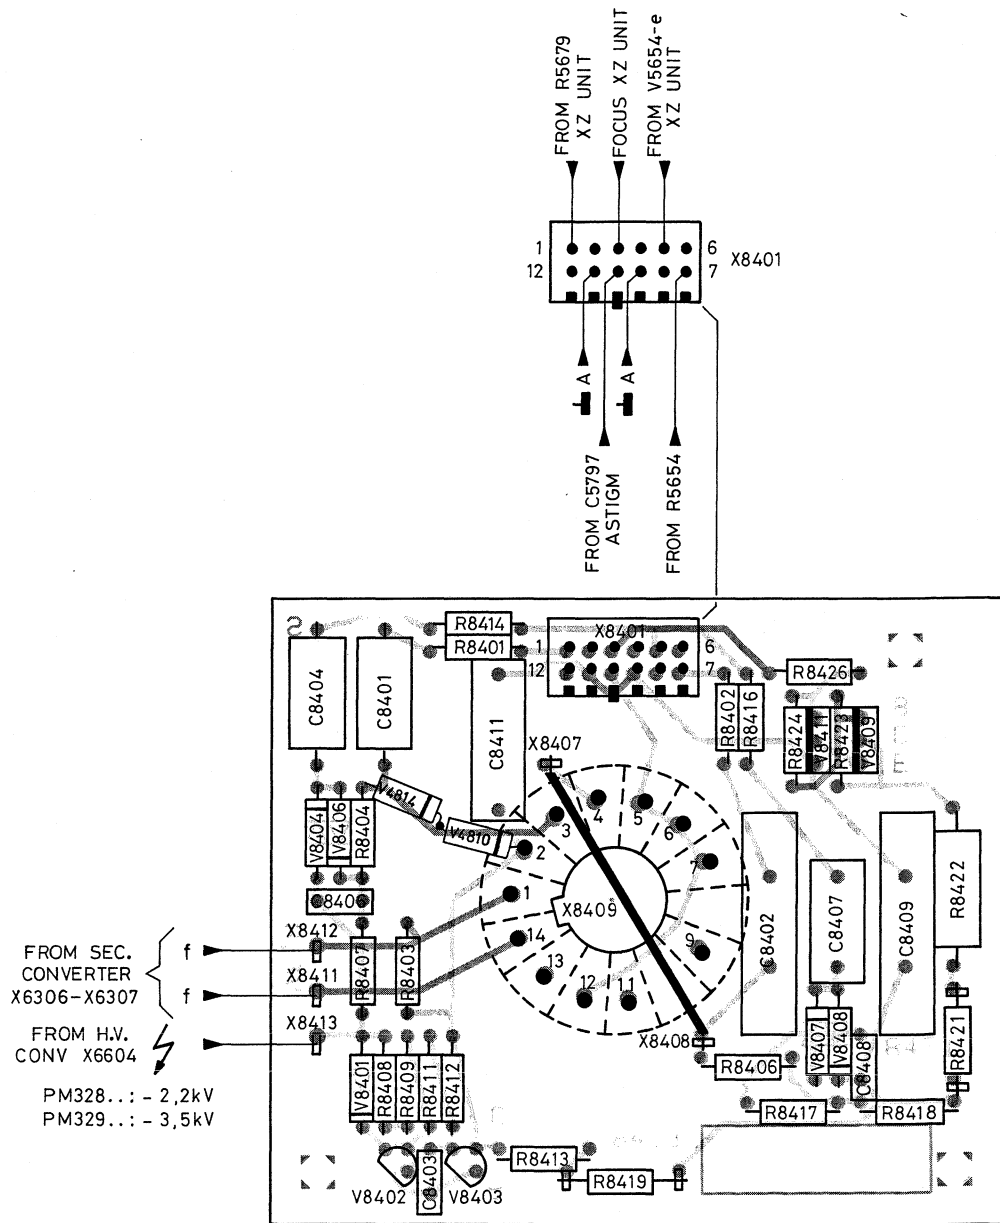 FROM R5679
XZ UNIT
FOCUS XZ UNIT
FROM V5654-e
XZ UNIT
1
6
X8401
12
7
A
A
FROM C5797
ASTIGM
FROM R5654
R8414
R8401
X8401
1
6
12
7
R8426
C8404
C8401
C8411
R8402
R8416
R8424
V8411
R8423
V8409
X8407
V4814
V4810
V8404
V8406
R8404
3
4
5
6
7
2
1
14
13
12
11
9
X8409
C8402
C8407
C8409
R8422
8406
X8412
X8411
X8413
R8407
R8403
FROM SEC.
CONVERTER
X6306-X6307
f
f
FROM H.V.
CONV X6604
PM328..:- 2,2kV
PM329..:- 3,5kV
X8408
R8406
V8407
V8408
C8408
R8421
V8401
R8408
R8409
R8411
R8412
R8417
R8418
R8413
R8419
V8402
C8403
V8403